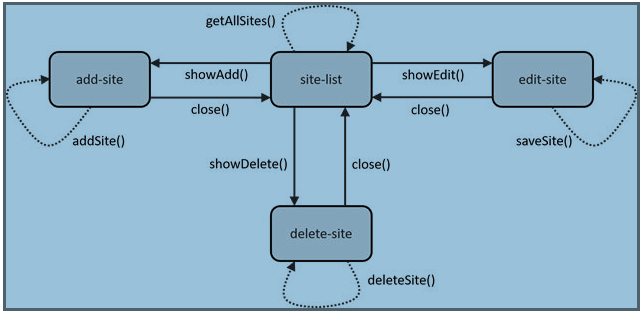 getAllSites()
add-site
showAdd()
site-list
showEdit()
edit-site
close()
close()
addSite()
saveSite()
showDelete()
close()
delete-site
deleteSite()